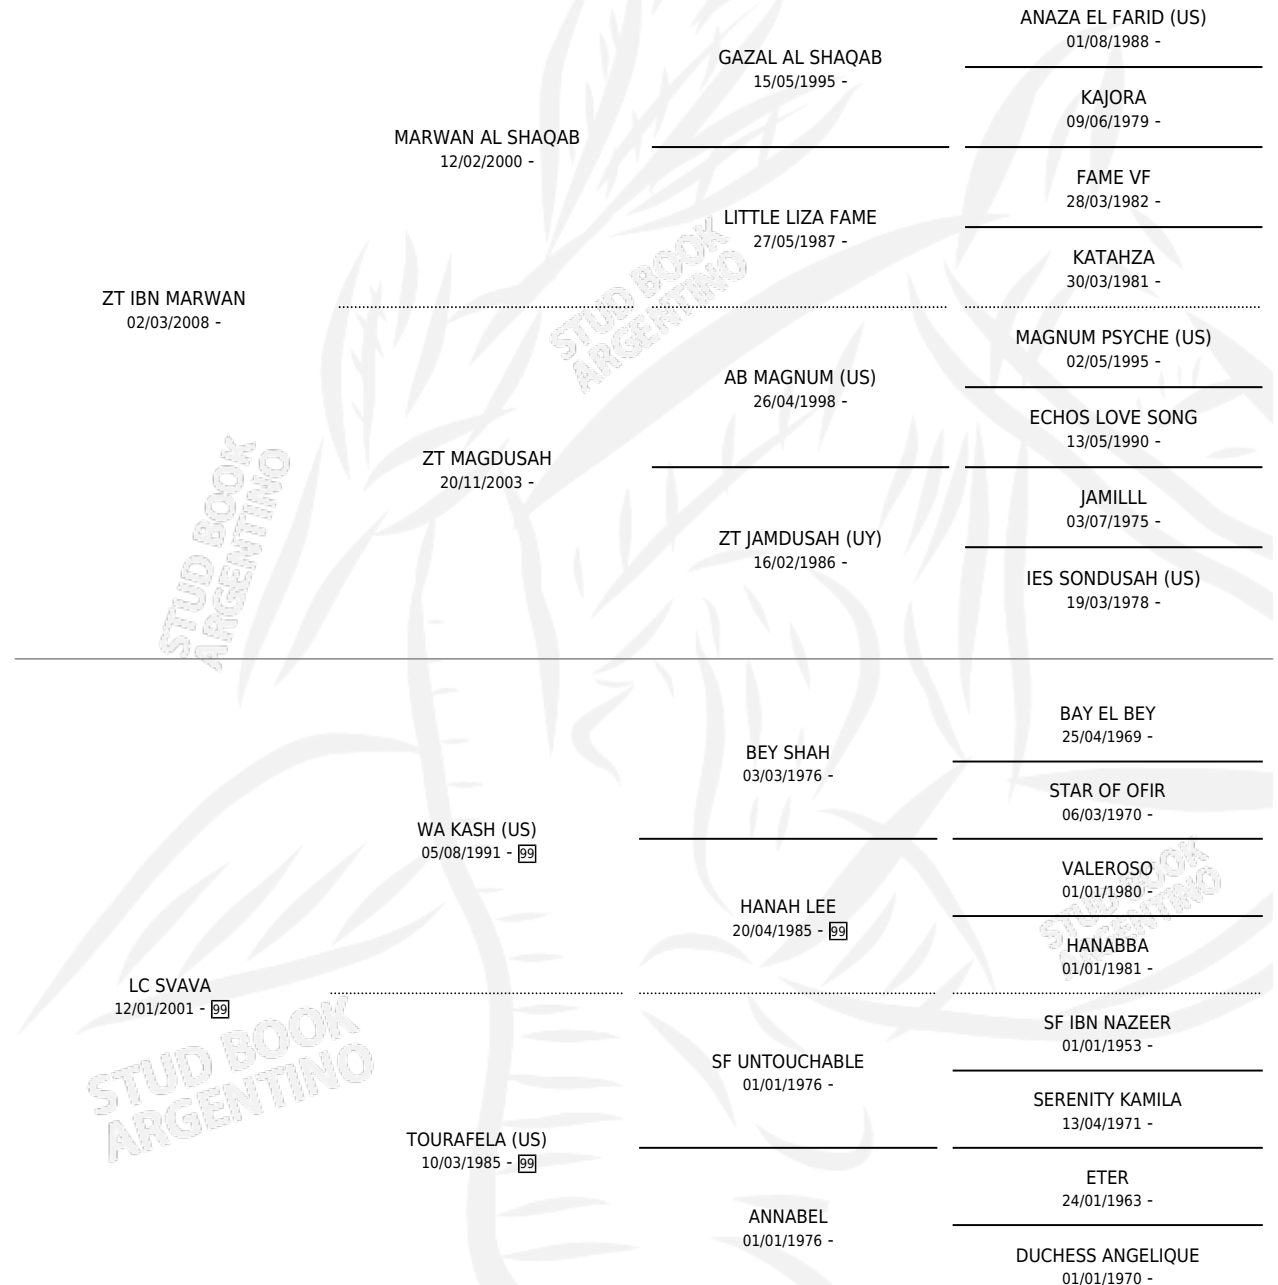 ANAZA EL FARID (US)
01/08/1988 -
GAZAL AL SHAQAB
15/05/1995 -
KAJORA
09/06/1979 -
MARWAN AL SHAQAB
12/02/2000 -
FAME VF
28/03/1982 -
LITTLE LIZA FAME
27/05/1987 -
KATAHZA
30/03/1981 -
ZT IBN MARWAN
02/03/2008 -
MAGNUM PSYCHE (US)
02/05/1995 -
AB MAGNUM (US)
26/04/1998 -
ECHOS LOVE SONG
13/05/1990 -
ZT MAGDUSAH
20/11/2003 -
JAMILLL
03/07/1975 -
ZT JAMDUSAH (UY)
16/02/1986 -
IES SONDUSAH (US)
19/03/1978 -
BAY EL BEY
25/04/1969 -
BEY SHAH
03/03/1976 -
STAR OF OFIR
06/03/1970 -
WA KASH (US)
05/08/1991 - 99
VALEROSO
01/01/1980 -
HANAH LEE
20/04/1985 - 99
HANABBA
01/01/1981 -
LC SVAVA
12/01/2001 - 99
SF IBN NAZEER
01/01/1953 -
SF UNTOUCHABLE
01/01/1976 -
SERENITY KAMILA
13/04/1971 -
TOURAFELA (US)
10/03/1985 - 99
ETER
24/01/1963 -
ANNABEL
01/01/1976 -
DUCHESS ANGELIQUE
01/01/1970 -
STUD BOOK
ARGENTINO
STUD BOOK
ARGENTINO
STUD BOOK
ARGENTINO
STUD BOOK
ARGENTINO